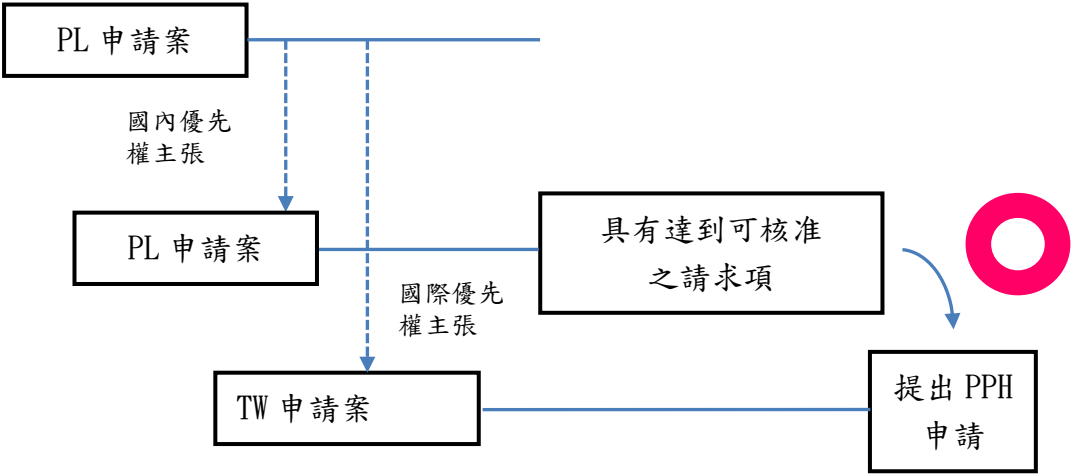 PL 申請案
國內優先
權主張
PL 申請案
具有達到可核准
之請求項
國際優先
權主張
TW 申請案
提出 PPH
申請